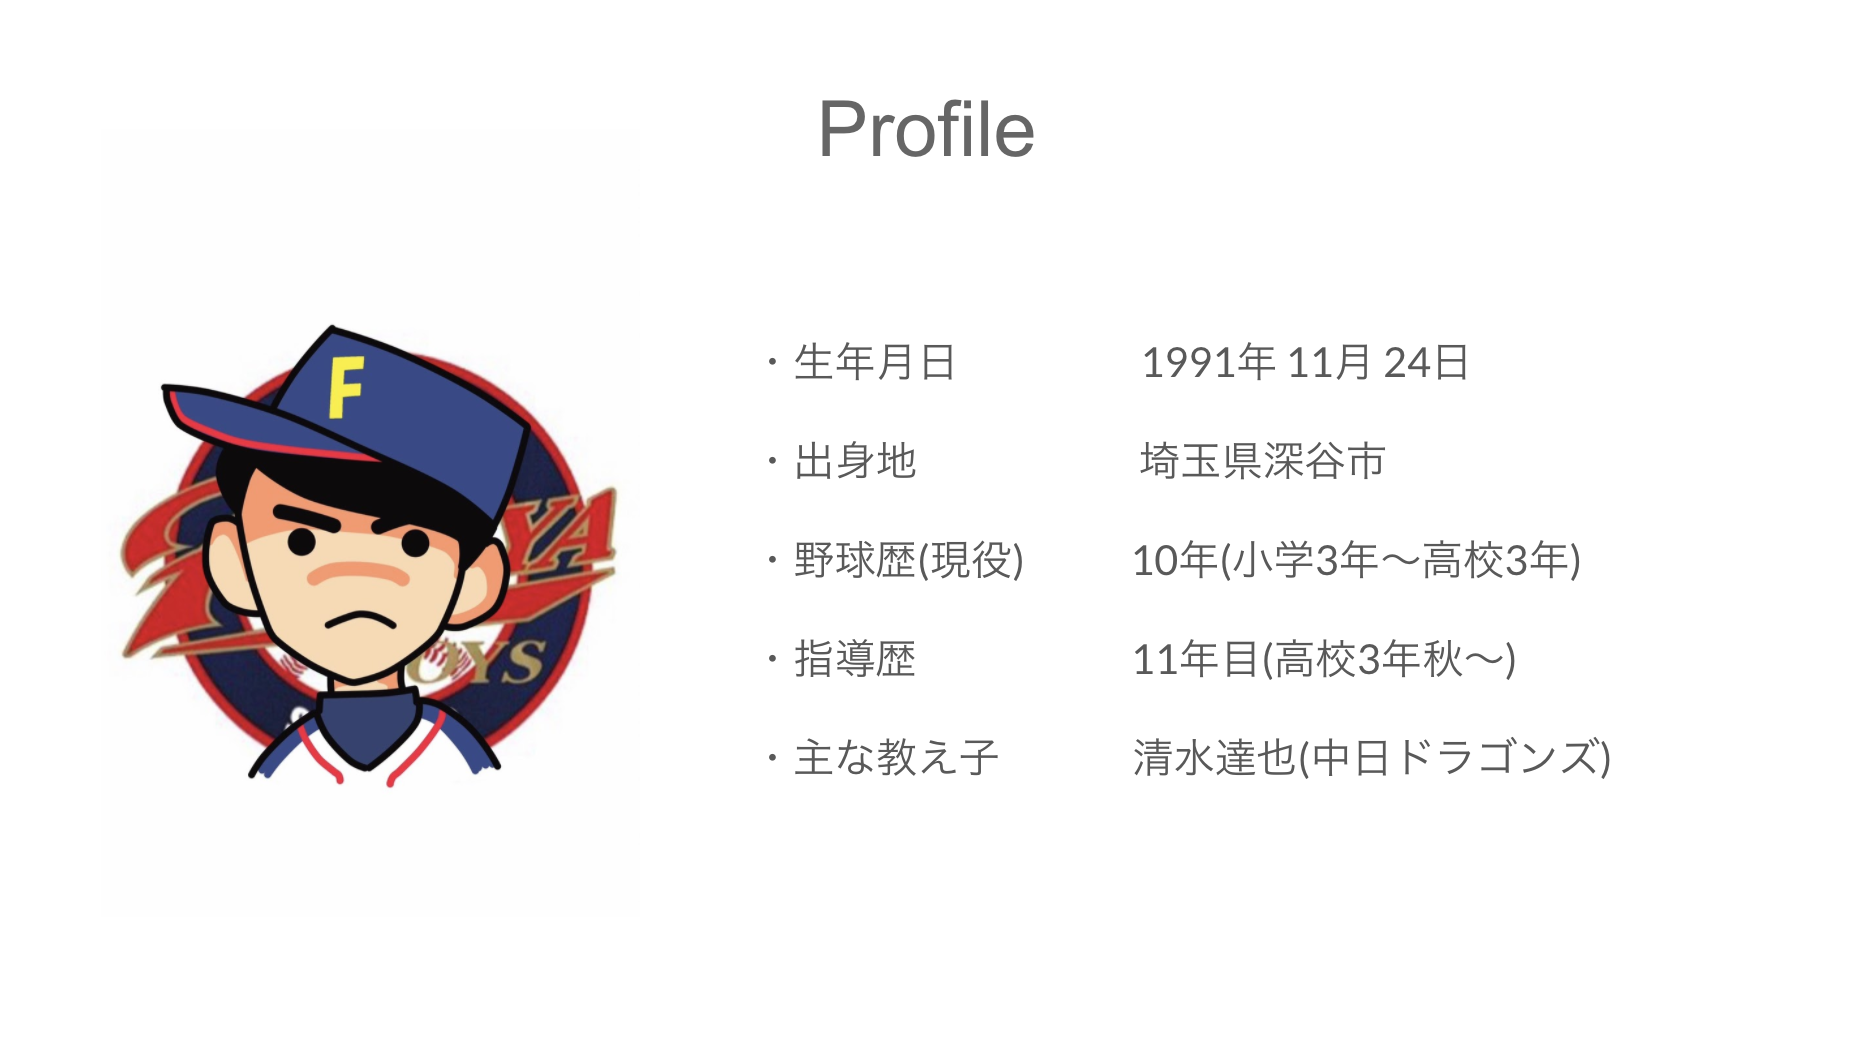 Profile
F
YA
OYS
・生年月日 1991年 11月 24日
・出身地 埼玉県深谷市
・野球歴(現役) 10年(小学3年〜高校3年)
・指導歴 11年目(高校3年秋〜)
・主な教え子 清水達也(中日ドラゴンズ)